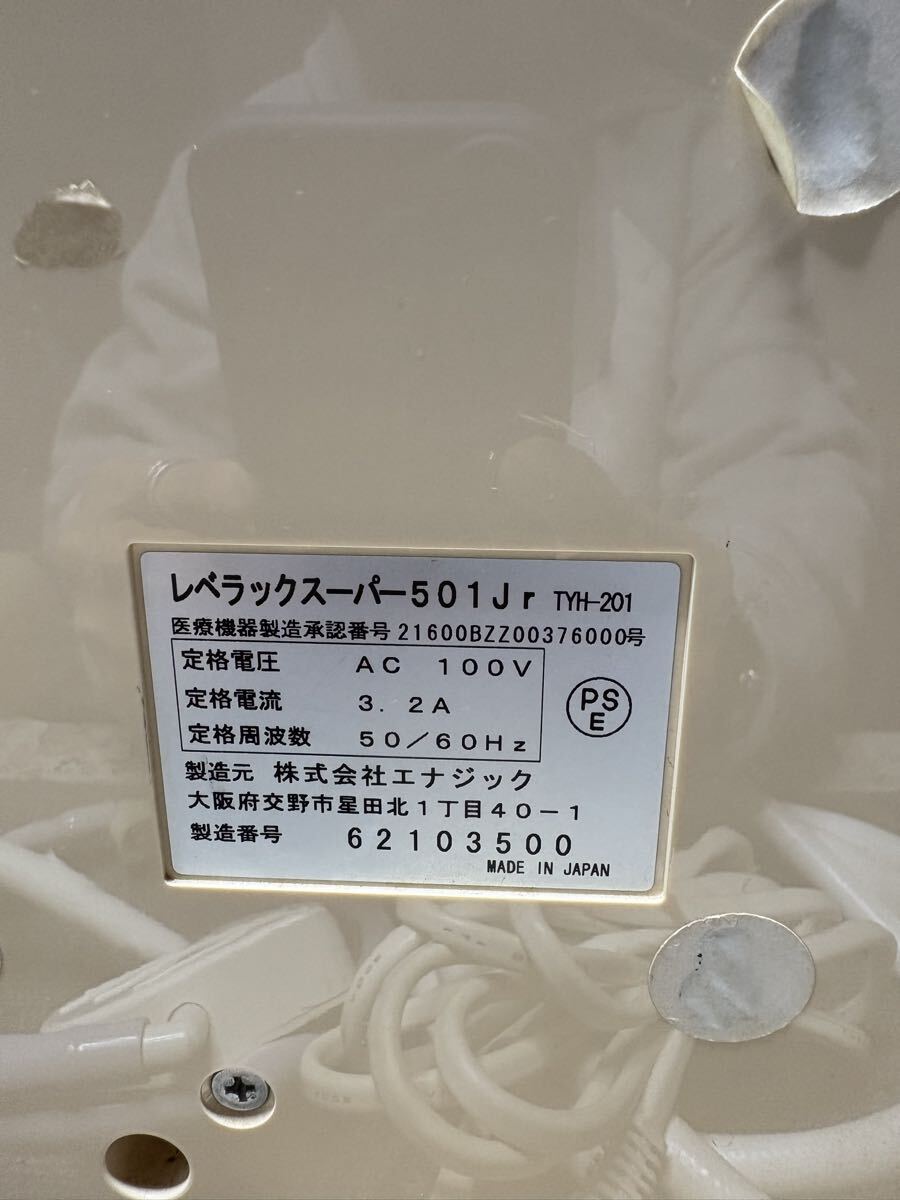 レベラックスーパー501Jr TYH-201
医療機器製造承認番号 21600BZZ00376000号
定格電圧 AC 100V
定格電流 3.2A
定格周波数 50/60Hz
PS
E
製造元 株式会社エナジック
大阪府交野市星田北1丁目40-1
製造番号 62103500
MADE IN JAPAN